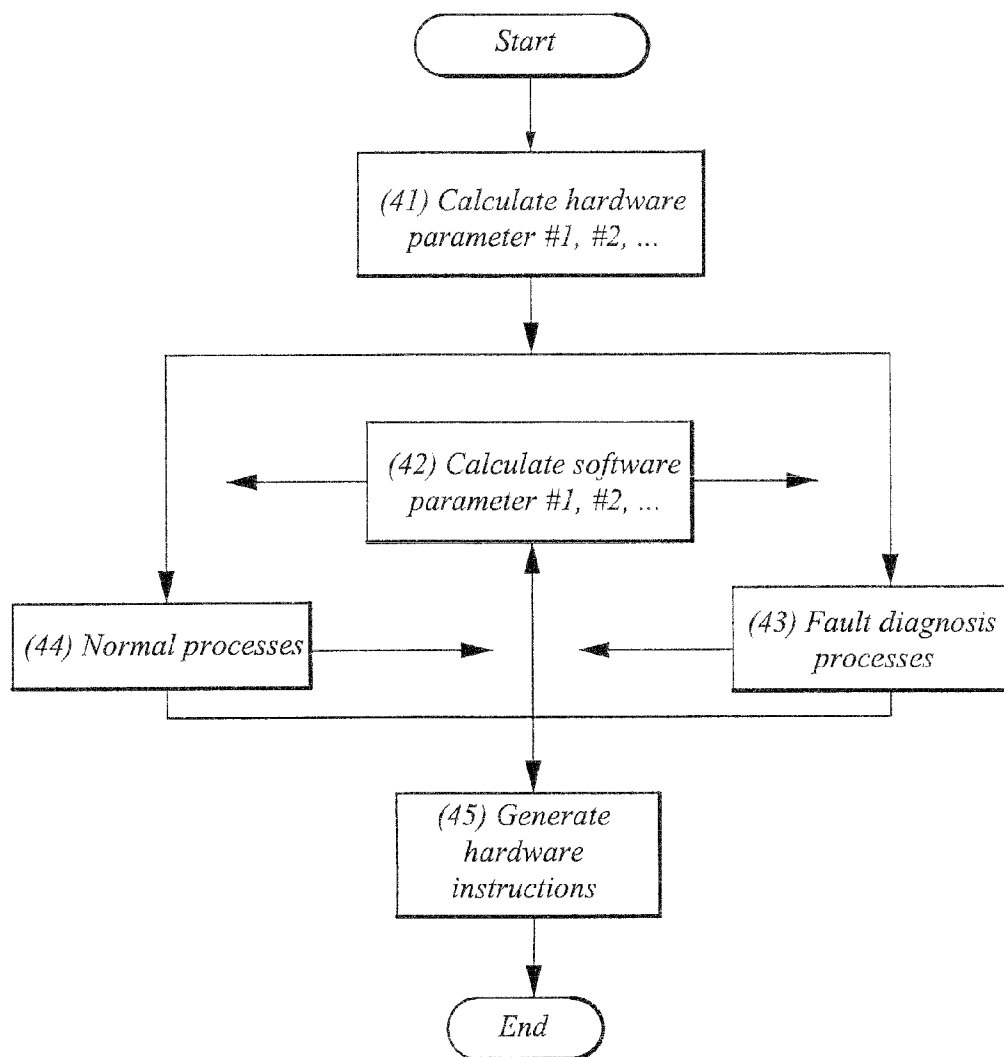 Start
(41) Calculate hardware
parameter #1, #2, ...
(42) Calculate software
parameter #1, #2, ...
(44) Normal processes
(43) Fault diagnosis
processes
(45) Generate
hardware
instructions
End